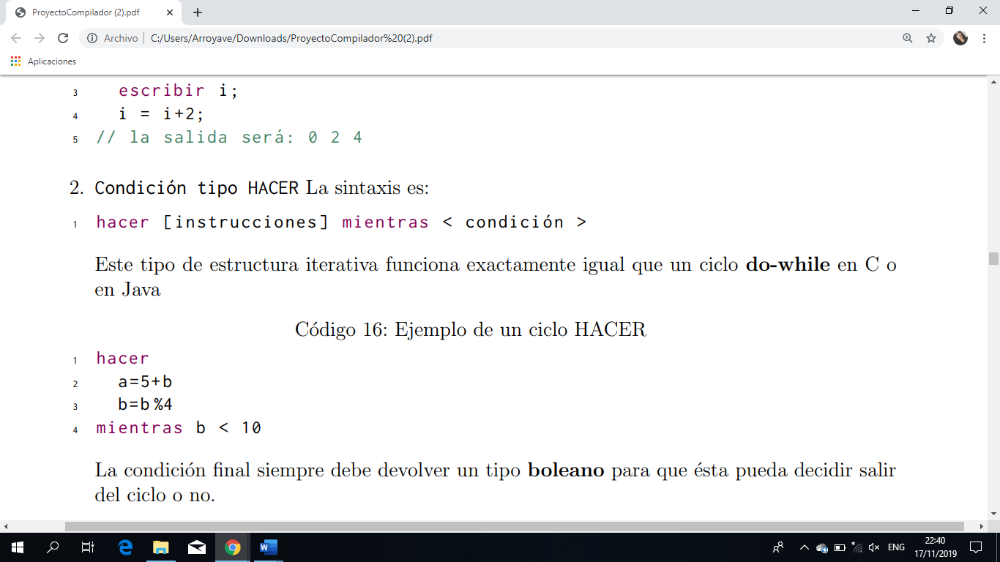 ProyectoCompilador (2).pdf
Archivo C:/Users/Arroyave/Downloads/ProyectoCompilador%20(2).pdf
Aplicaciones
3 escribir i;
4 i = i+2;
5 // la salida será: 0 2 4
2. Condición tipo HACER La sintaxis es:
1 hacer [instrucciones] mientras < condición >
Este tipo de estructura iterativa funciona exactamente igual que un ciclo do-while en C o
en Java
Código 16: Ejemplo de un ciclo HACER
1 hacer
2 a=5+b
3 b=b%4
4 mientras b < 10
La condición final siempre debe devolver un tipo boleano para que ésta pueda decidir salir
del ciclo o no.
ENG
22:40
17/11/2019